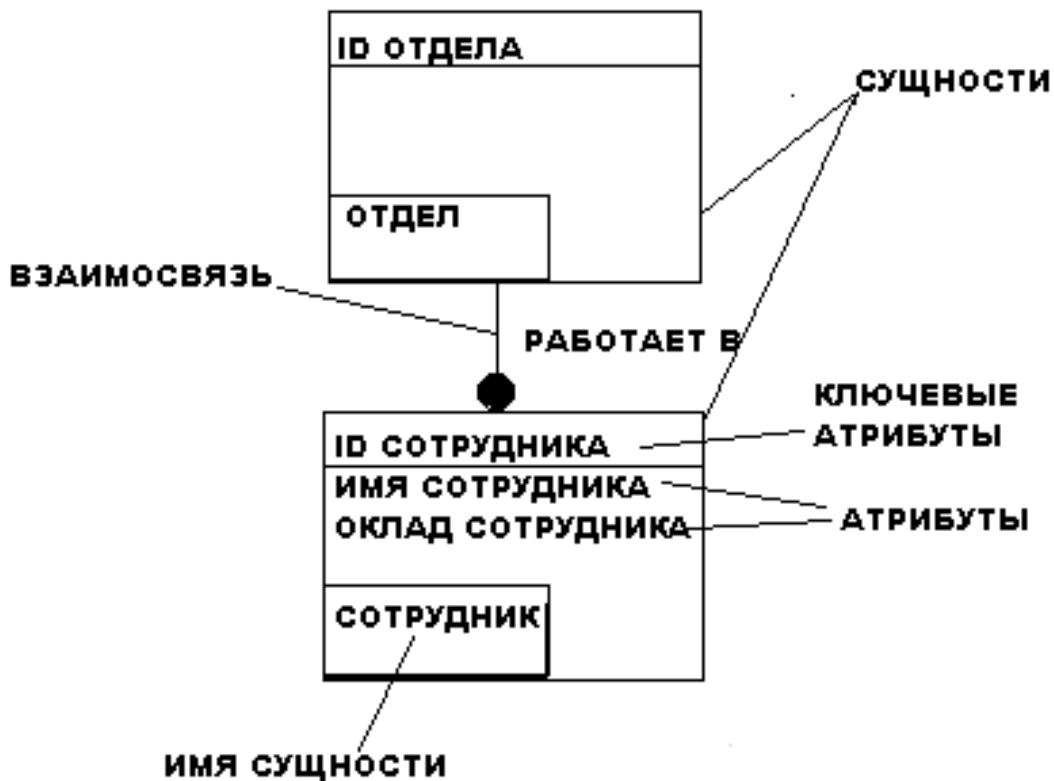 ID ОТДЕЛА
СУЩНОСТИ
ОТДЕЛ
ВЗАИМОСВЯЗЬ
РАБОТАЕТ В
КЛЮЧЕВЫЕ
АТРИБУТЫ
ID СОТРУДНИКА
ИМЯ СОТРУДНИКА
ОКЛАД СОТРУДНИКА
АТРИБУТЫ
СОТРУДНИК
ИМЯ СУЩНОСТИ